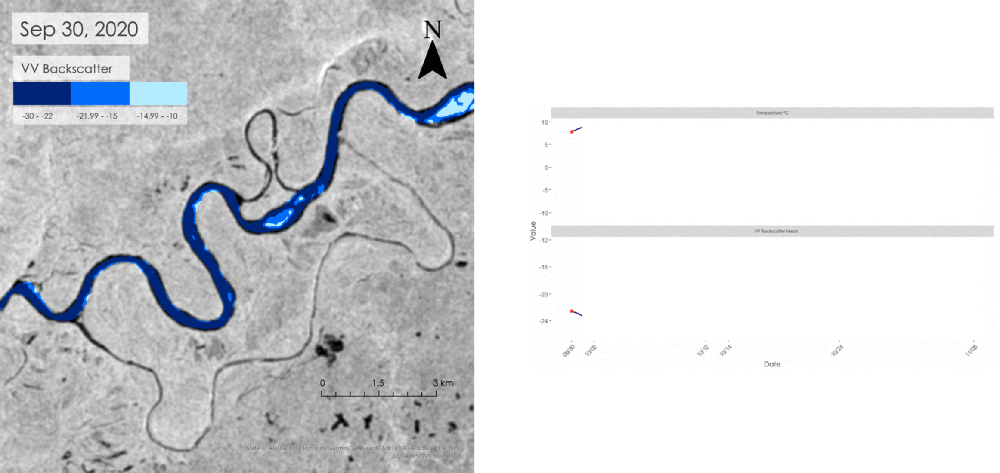 Sep 30, 2020
N
VV Backscatter
-30 - -22 -21.99 - -15 -14.99 - -10
0 1.5 3 km
State of Alaska, Esri, TomTom, Garmin, SafeGraph, METI/NASA, USGS, EPA, NPS,
USDA, USFWS, Esri, USGS
Temperature °C
10
5
0
-5
-10
Value
VV Backscatter Mean
-12
-16
-20
-24
09/30 10/02 10/12 10/14 10/24 11/05
Date